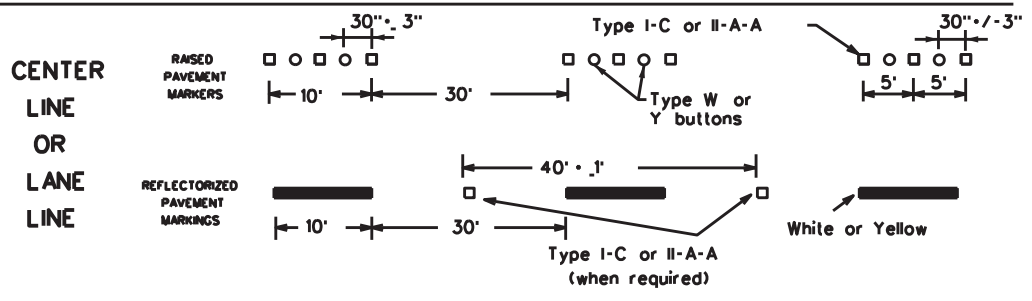 30"•_ 3"
Type I-C or II-A-A
30"+/-3"
CENTER
LINE
OR
LANE
LINE
RAISED
PAVEMENT
MARKERS
10'
30'
Type W or
Y buttons
5'
5'
40' • _1'
REFLECTORIZED
PAVEMENT
MARKINGS
10'
30'
Type I-C or II-A-A
(when required)
White or Yellow